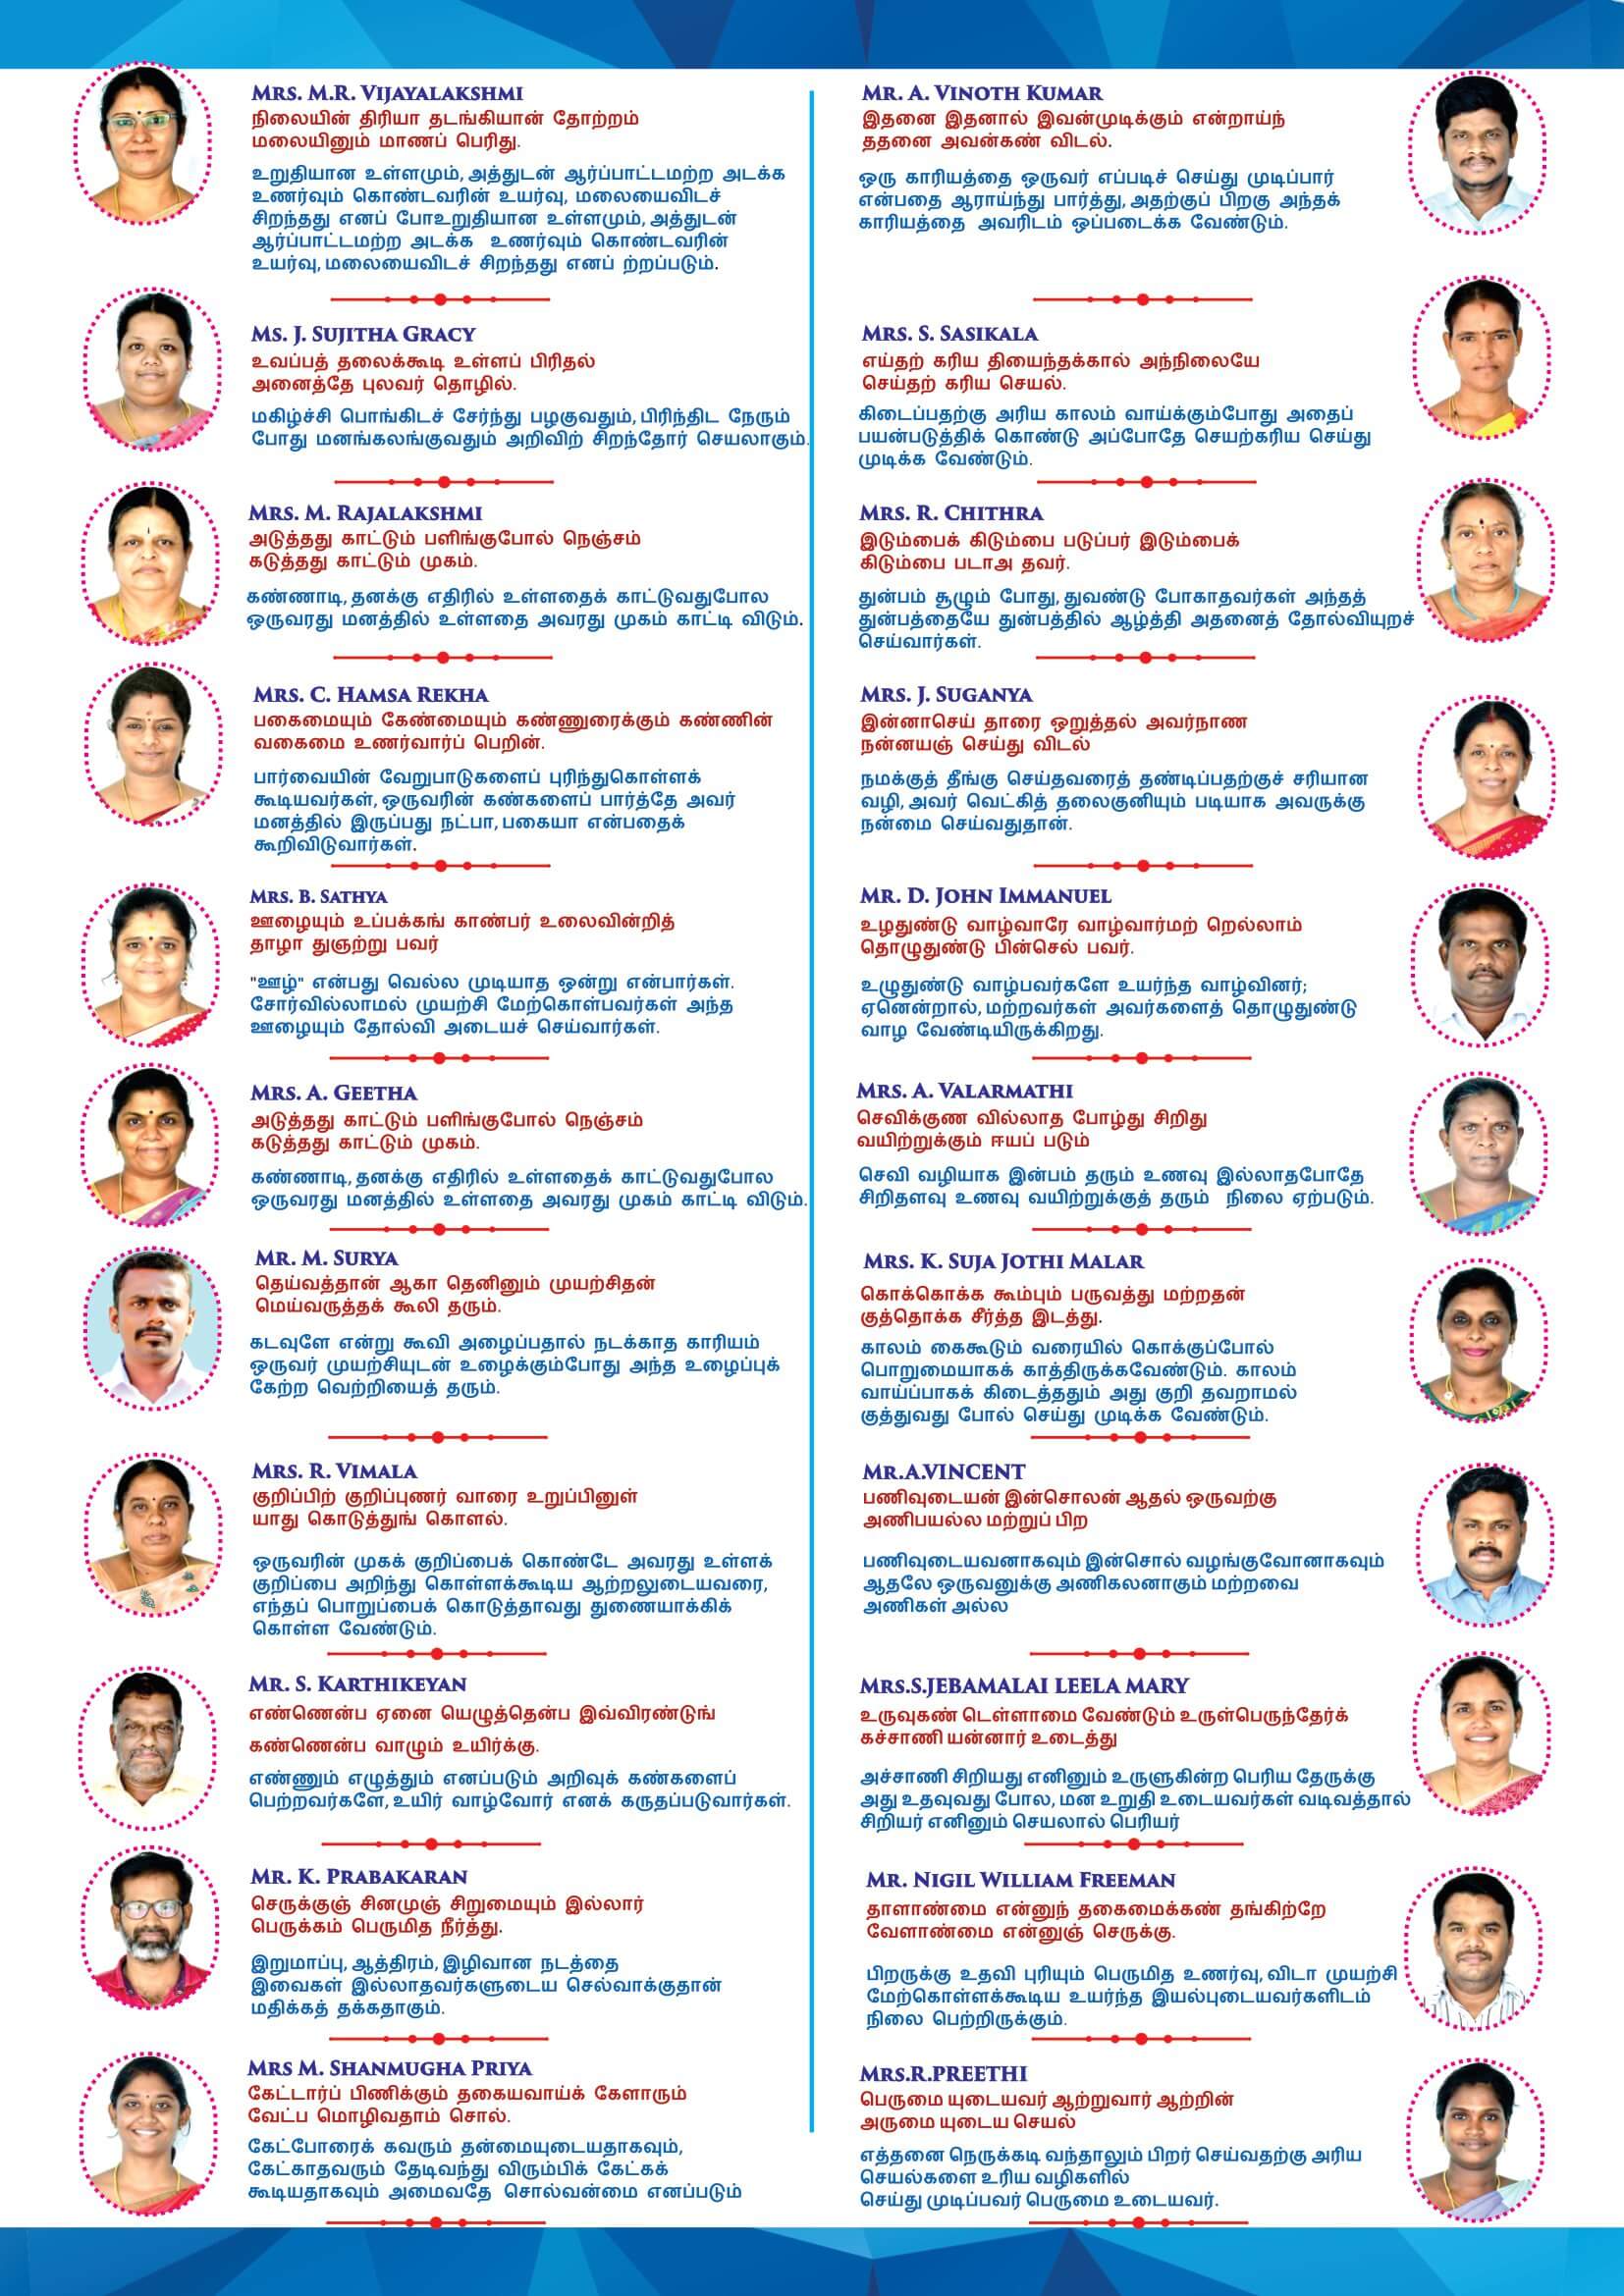 MRS. M.R. VIJAYALAKSHMI
நிலையின் திரியா தடங்கியான் தோற்றம்
மலையினும் மாணப் பெரிது.
உறுதியான உள்ளமும், அத்துடன் ஆர்ப்பாட்டமற்ற அடக்க
உணர்வும் கொண்டவரின் உயர்வு, மலையைவிடச்
சிறந்தது எனப் போஉறுதியான உள்ளமும், அத்துடன்
ஆர்ப்பாட்டமற்ற அடக்க உணர்வும் கொண்டவரின்
உயர்வு, மலையைவிடச் சிறந்தது எனப் ற்றப்படும்.
MS. J. SUJITHA GRACY
உவப்பத் தலைக்கூடி உள்ளப் பிரிதல்
அனைத்தே புலவர் தொழில்.
மகிழ்ச்சி பொங்கிடச் சேர்ந்து பழகுவதும், பிரிந்திட நேரும்
போது மனங்கலங்குவதும் அறிவிற் சிறந்தோர் செயலாகும்.
MRS. M. RAJALAKSHMI
அடுத்தது காட்டும் பளிங்குபோல் நெஞ்சம்
கடுத்தது காட்டும் முகம்.
கண்ணாடி, தனக்கு எதிரில் உள்ளதைக் காட்டுவதுபோல
ஒருவரது மனத்தில் உள்ளதை அவரது முகம் காட்டி விடும்.
MRS. C. HAMSA REKHA
பகைமையும் கேண்மையும் கண்ணுரைக்கும் கண்ணின்
வகைமை உணர்வார்ப் பெறின்.
பார்வையின் வேறுபாடுகளைப் புரிந்துகொள்ளக்
கூடியவர்கள், ஒருவரின் கண்களைப் பார்த்தே அவர்
மனத்தில் இருப்பது நட்பா, பகையா என்பதைக்
கூறிவிடுவார்கள்.
MRS. B. SATHYA
ஊழையும் உப்பக்கங் காண்பர் உலைவின்றித்
தாழா துஞற்று பவர்
"ஊழ்" என்பது வெல்ல முடியாத ஒன்று என்பார்கள்.
சோர்வில்லாமல் முயற்சி மேற்கொள்பவர்கள் அந்த
ஊழையும் தோல்வி அடையச் செய்வார்கள்.
MRS. A. GEETHA
அடுத்தது காட்டும் பளிங்குபோல் நெஞ்சம்
கடுத்தது காட்டும் முகம்.
கண்ணாடி, தனக்கு எதிரில் உள்ளதைக் காட்டுவதுபோல
ஒருவரது மனத்தில் உள்ளதை அவரது முகம் காட்டி விடும்.
MR. M. SURYA
தெய்வத்தான் ஆகா தெனினும் முயற்சிதன்
மெய்வருத்தக் கூலி தரும்.
கடவுளே என்று கூவி அழைப்பதால் நடக்காத காரியம்
ஒருவர் முயற்சியுடன் உழைக்கும்போது அந்த உழைப்புக்
கேற்ற வெற்றியைத் தரும்.
MRS. R. VIMALA
குறிப்பிற் குறிப்புணர் வாரை உறுப்பினுள்
யாது கொடுத்துங் கொளல்.
ஒருவரின் முகக் குறிப்பைக் கொண்டே அவரது உள்ளக்
குறிப்பை அறிந்து கொள்ளக்கூடிய ஆற்றலுடையவரை,
எந்தப் பொறுப்பைக் கொடுத்தாவது துணையாக்கிக்
கொள்ள வேண்டும்.
MR. S. KARTHIKEYAN
எண்ணென்ப ஏனை யெழுத்தென்ப இவ்விரண்டுங்
கண்ணென்ப வாழும் உயிர்க்கு.
எண்ணும் எழுத்தும் எனப்படும் அறிவுக் கண்களைப்
பெற்றவர்களே, உயிர் வாழ்வோர் எனக் கருதப்படுவார்கள்.
MR. K. PRABAKARAN
செருக்குஞ் சினமுஞ் சிறுமையும் இல்லார்
பெருக்கம் பெருமித நீர்த்து.
இறுமாப்பு, ஆத்திரம், இழிவான நடத்தை
இவைகள் இல்லாதவர்களுடைய செல்வாக்குதான்
மதிக்கத் தக்கதாகும்.
MRS M. SHANMUGHA PRIYA
கேட்டார்ப் பிணிக்கும் தகையவாய்க் கேளாரும்
வேட்ப மொழிவதாம் சொல்.
கேட்போரைக் கவரும் தன்மையுடையதாகவும்,
கேட்காதவரும் தேடிவந்து விரும்பிக் கேட்கக்
கூடியதாகவும் அமைவதே சொல்வன்மை எனப்படும்
MR. A. VINOTH KUMAR
இதனை இதனால் இவன்முடிக்கும் என்றாய்ந்
ததனை அவன்கண் விடல்.
ஒரு காரியத்தை ஒருவர் எப்படிச் செய்து முடிப்பார்
என்பதை ஆராய்ந்து பார்த்து, அதற்குப் பிறகு அந்தக்
காரியத்தை அவரிடம் ஒப்படைக்க வேண்டும்.
MRS. S. SASIKALA
எய்தற் கரிய தியைந்தக்கால் அந்நிலையே
செய்தற் கரிய செயல்.
கிடைப்பதற்கு அரிய காலம் வாய்க்கும்போது அதைப்
பயன்படுத்திக் கொண்டு அப்போதே செயற்கரிய செய்து
முடிக்க வேண்டும்.
MRS. R. CHITHRA
இடும்பைக் கிடும்பை படுப்பர் இடும்பைக்
கிடும்பை படாஅ தவர்.
துன்பம் சூழும் போது, துவண்டு போகாதவர்கள் அந்தத்
துன்பத்தையே துன்பத்தில் ஆழ்த்தி அதனைத் தோல்வியுறச்
செய்வார்கள்.
MRS. J. SUGANYA
இன்னாசெய் தாரை ஒறுத்தல் அவர்நாண
நன்னயஞ் செய்து விடல்
நமக்குத் தீங்கு செய்தவரைத் தண்டிப்பதற்குச் சரியான
வழி, அவர் வெட்கித் தலைகுனியும் படியாக அவருக்கு
நன்மை செய்வதுதான்.
MR. D. JOHN IMMANUEL
உழதுண்டு வாழ்வாரே வாழ்வார்மற் றெல்லாம்
தொழுதுண்டு பின்செல் பவர்.
உழுதுண்டு வாழ்பவர்களே உயர்ந்த வாழ்வினர்;
ஏனென்றால், மற்றவர்கள் அவர்களைத் தொழுதுண்டு
வாழ வேண்டியிருக்கிறது.
MRS. A. VALARMATHI
செவிக்குண வில்லாத போழ்து சிறிது
வயிற்றுக்கும் ஈயப் படும்
செவி வழியாக இன்பம் தரும் உணவு இல்லாதபோதே
சிறிதளவு உணவு வயிற்றுக்குத் தரும் நிலை ஏற்படும்.
MRS. K. SUJA JOTHI MALAR
கொக்கொக்க கூம்பும் பருவத்து மற்றதன்
குத்தொக்க சீர்த்த இடத்து.
காலம் கைகூடும் வரையில் கொக்குப்போல்
பொறுமையாகக் காத்திருக்கவேண்டும். காலம்
வாய்ப்பாகக் கிடைத்ததும் அது குறி தவறாமல்
குத்துவது போல் செய்து முடிக்க வேண்டும்.
MR.A.VINCENT
பணிவுடையன் இன்சொலன் ஆதல் ஒருவற்கு
அணிபயல்ல மற்றுப் பிற
பணிவுடையவனாகவும் இன்சொல் வழங்குவோனாகவும்
ஆதலே ஒருவனுக்கு அணிகலனாகும் மற்றவை
அணிகள் அல்ல
MRS.S.JEBAMALAI LEELA MARY
உருவுகண் டெள்ளாமை வேண்டும் உருள்பெருந்தேர்க்
கச்சாணி யன்னார் உடைத்து
அச்சாணி சிறியது எனினும் உருளுகின்ற பெரிய தேருக்கு
அது உதவுவது போல, மன உறுதி உடையவர்கள் வடிவத்தால்
சிறியர் எனினும் செயலால் பெரியர்
MR. NIGIL WILLIAM FREEMAN
தாளாண்மை என்னுந் தகைமைக்கண் தங்கிற்றே
வேளாண்மை என்னுஞ் செருக்கு.
பிறருக்கு உதவி புரியும் பெருமித உணர்வு, விடா முயற்சி
மேற்கொள்ளக்கூடிய உயர்ந்த இயல்புடையவர்களிடம்
நிலை பெற்றிருக்கும்.
MRS.R.PREETHI
பெருமை யுடையவர் ஆற்றுவார் ஆற்றின்
அருமை யுடைய செயல்
எத்தனை நெருக்கடி வந்தாலும் பிறர் செய்வதற்கு அரிய
செயல்களை உரிய வழிகளில்
செய்து முடிப்பவர் பெருமை உடையவர்.